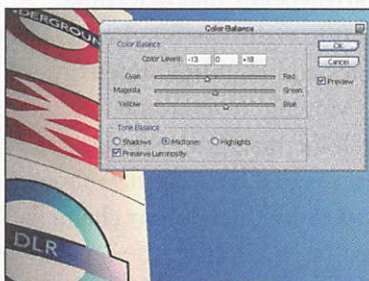 UNDERGROUND
DLR
Color Balance
Color Balance
Color Levels: -13 0 +18
Cyan Red
Magenta Green
Yellow Blue
Tone Balance
Shadows Midtones Highlights
Preserve Luminosity
OK
Cancel
Preview